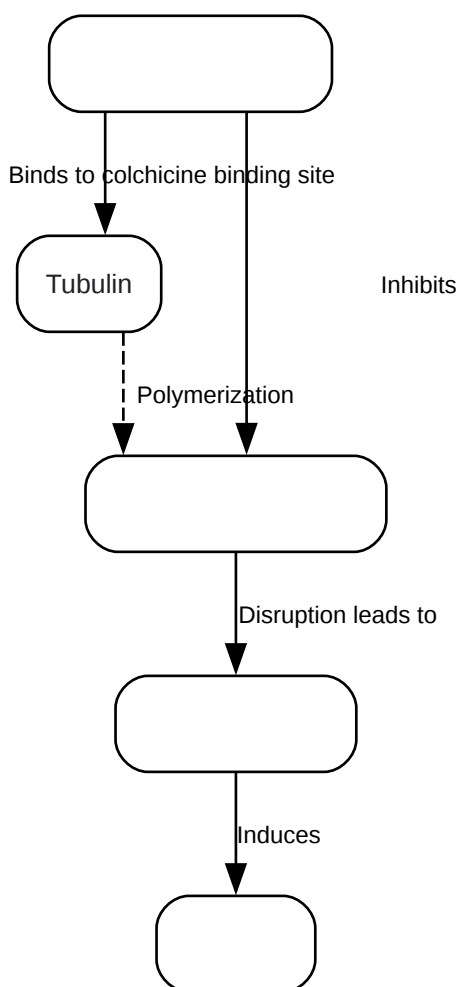 Binds to colchicine binding site
Tubulin
Inhibits
Polymerization
Disruption leads to
Induces